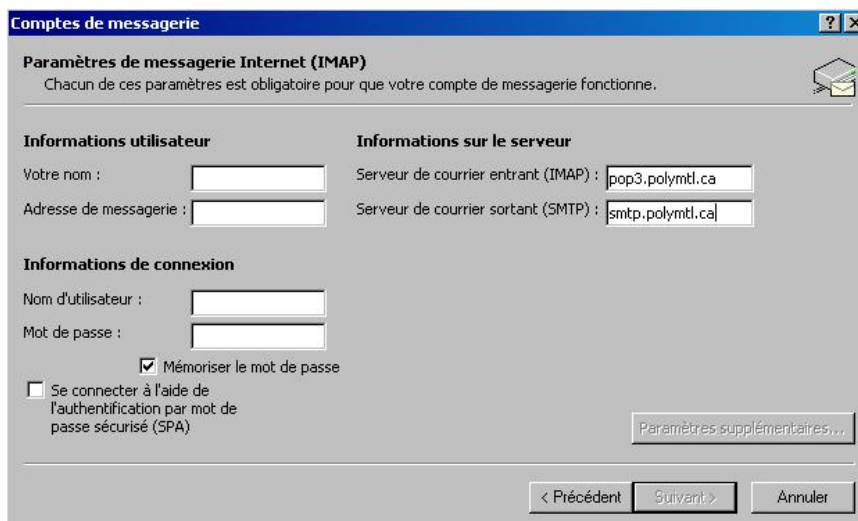 Comptes de messagerie
Paramètres de messagerie Internet (IMAP)
Chacun de ces paramètres est obligatoire pour que votre compte de messagerie fonctionne.
Informations utilisateur
Votre nom :
Adresse de messagerie :
Informations sur le serveur
Serveur de courrier entrant (IMAP) : pop3.polymtl.ca
Serveur de courrier sortant (SMTP) : smtp.polymtl.ca
Informations de connexion
Nom d'utilisateur :
Mot de passe :
Mémoriser le mot de passe
Se connecter à l'aide de
l'authentification par mot de
passe sécurisé (SPA)
Paramètres supplémentaires...
< Précédent
Suivant >
Annuler